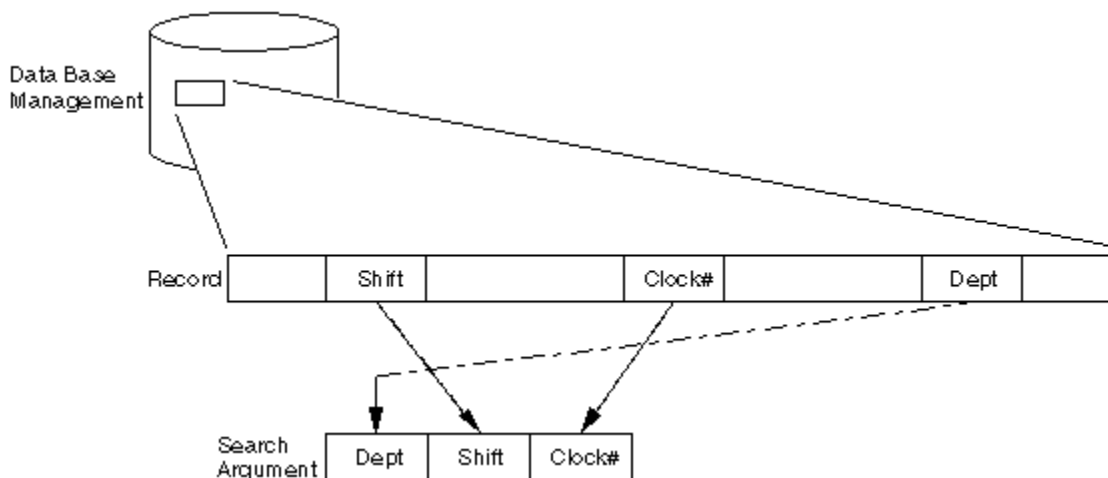 Data Base
Management
Record Shift Clock# Dept
Search
Argument Dept Shift Clock#